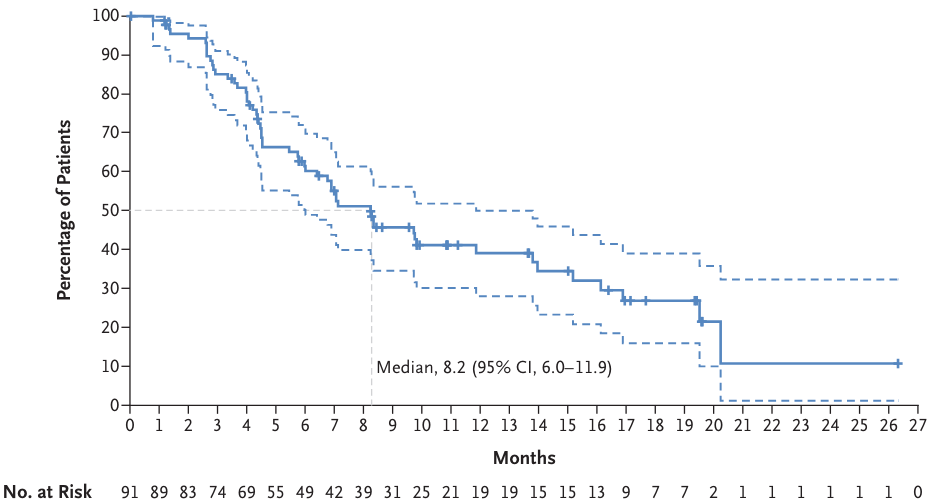 100
90
80
70
60
50
40
30
20
10
0
Percentage of Patients
Median, 8.2 (95% CI, 6.0–11.9)
0 1 2 3 4 5 6 7 8 9 10 11 12 13 14 15 16 17 18 19 20 21 22 23 24 25 26 27
Months
No. at Risk 91 89 83 74 69 55 49 42 39 31 25 21 19 19 15 15 13 9 7 7 2 1 1 1 1 1 1 0